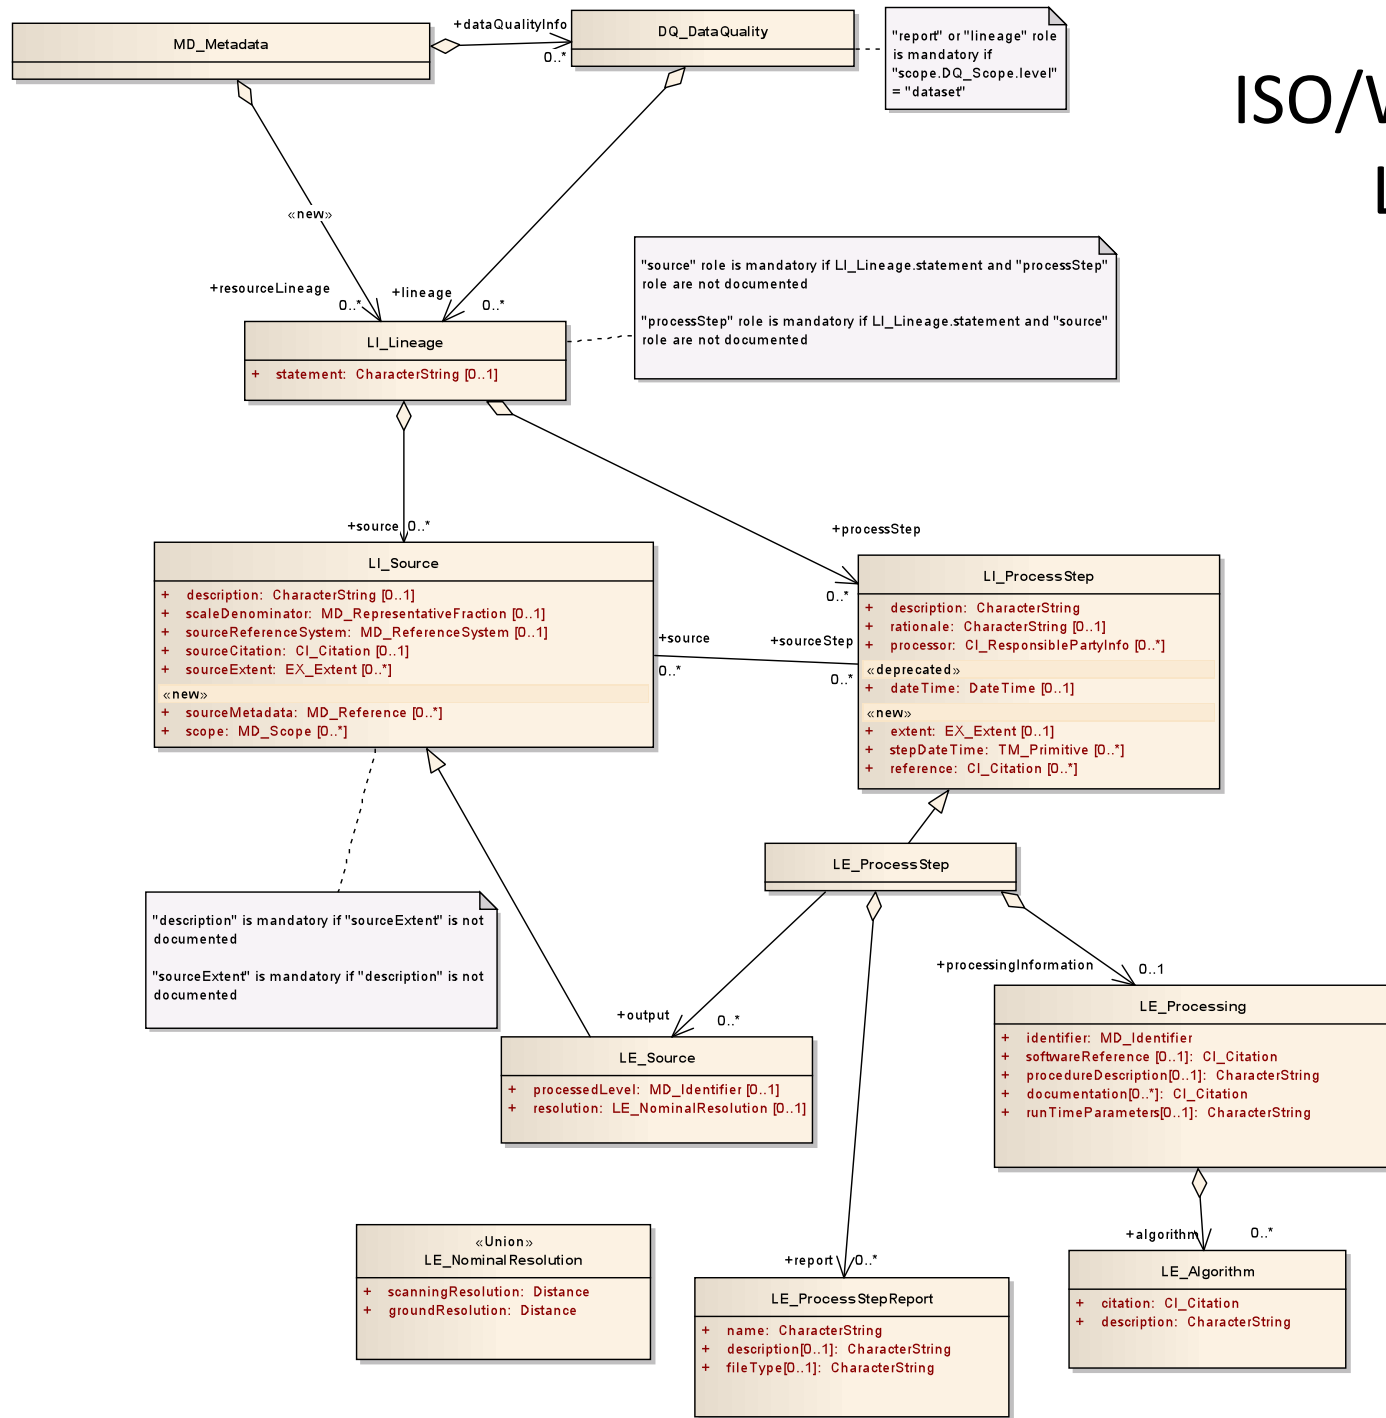 MD_Metadata
+dataQualityInfo
0..*
DQ_DataQuality
"report" or "lineage" role
is mandatory if
"scope.DQ_Scope.level"
= "dataset"
ISO/
L
«new»
+resourceLineage
0..*
+lineage
0..*
"source" role is mandatory if LI_Lineage.statement and "processStep"
role are not documented
"processStep" role is mandatory if LI_Lineage.statement and "source"
role are not documented
LI_Lineage
+ statement: CharacterString [0..1]
+source
0..*
+processStep
0..*
LI_Source
+ description: CharacterString [0..1]
+ scaleDenominator: MD_RepresentativeFraction [0..1]
+ sourceReferenceSystem: MD_ReferenceSystem [0..1]
+ sourceCitation: CI_Citation [0..1]
+ sourceExtent: EX_Extent [0..*]
«new»
+ sourceMetadata: MD_Reference [0..*]
+ scope: MD_Scope [0..*]
+source
0..*
+sourceStep
0..*
LI_ProcessStep
+ description: CharacterString
+ rationale: CharacterString [0..1]
+ processor: CI_ResponsiblePartyInfo [0..*]
«deprecated»
+ dateTime: DateTime [0..1]
«new»
+ extent: EX_Extent [0..1]
+ stepDateTime: TM_Primitive [0..*]
+ reference: CI_Citation [0..*]
LE_ProcessStep
"description" is mandatory if "sourceExtent" is not
documented
"sourceExtent" is mandatory if "description" is not
documented
+output
0..*
+processingInformation
0..1
LE_Source
+ processedLevel: MD_Identifier [0..1]
+ resolution: LE_NominalResolution [0..1]
LE_Processing
+ identifier: MD_Identifier
+ softwareReference [0..1]: CI_Citation
+ procedureDescription[0..1]: CharacterString
+ documentation[0..*]: CI_Citation
+ runTimeParameters[0..1]: CharacterString
«Union»
LE_NominalResolution
+ scanningResolution: Distance
+ groundResolution: Distance
+report
0..*
+algorithm
0..*
LE_ProcessStepReport
+ name: CharacterString
+ description[0..1]: CharacterString
+ fileType[0..1]: CharacterString
LE_Algorithm
+ citation: CI_Citation
+ description: CharacterString